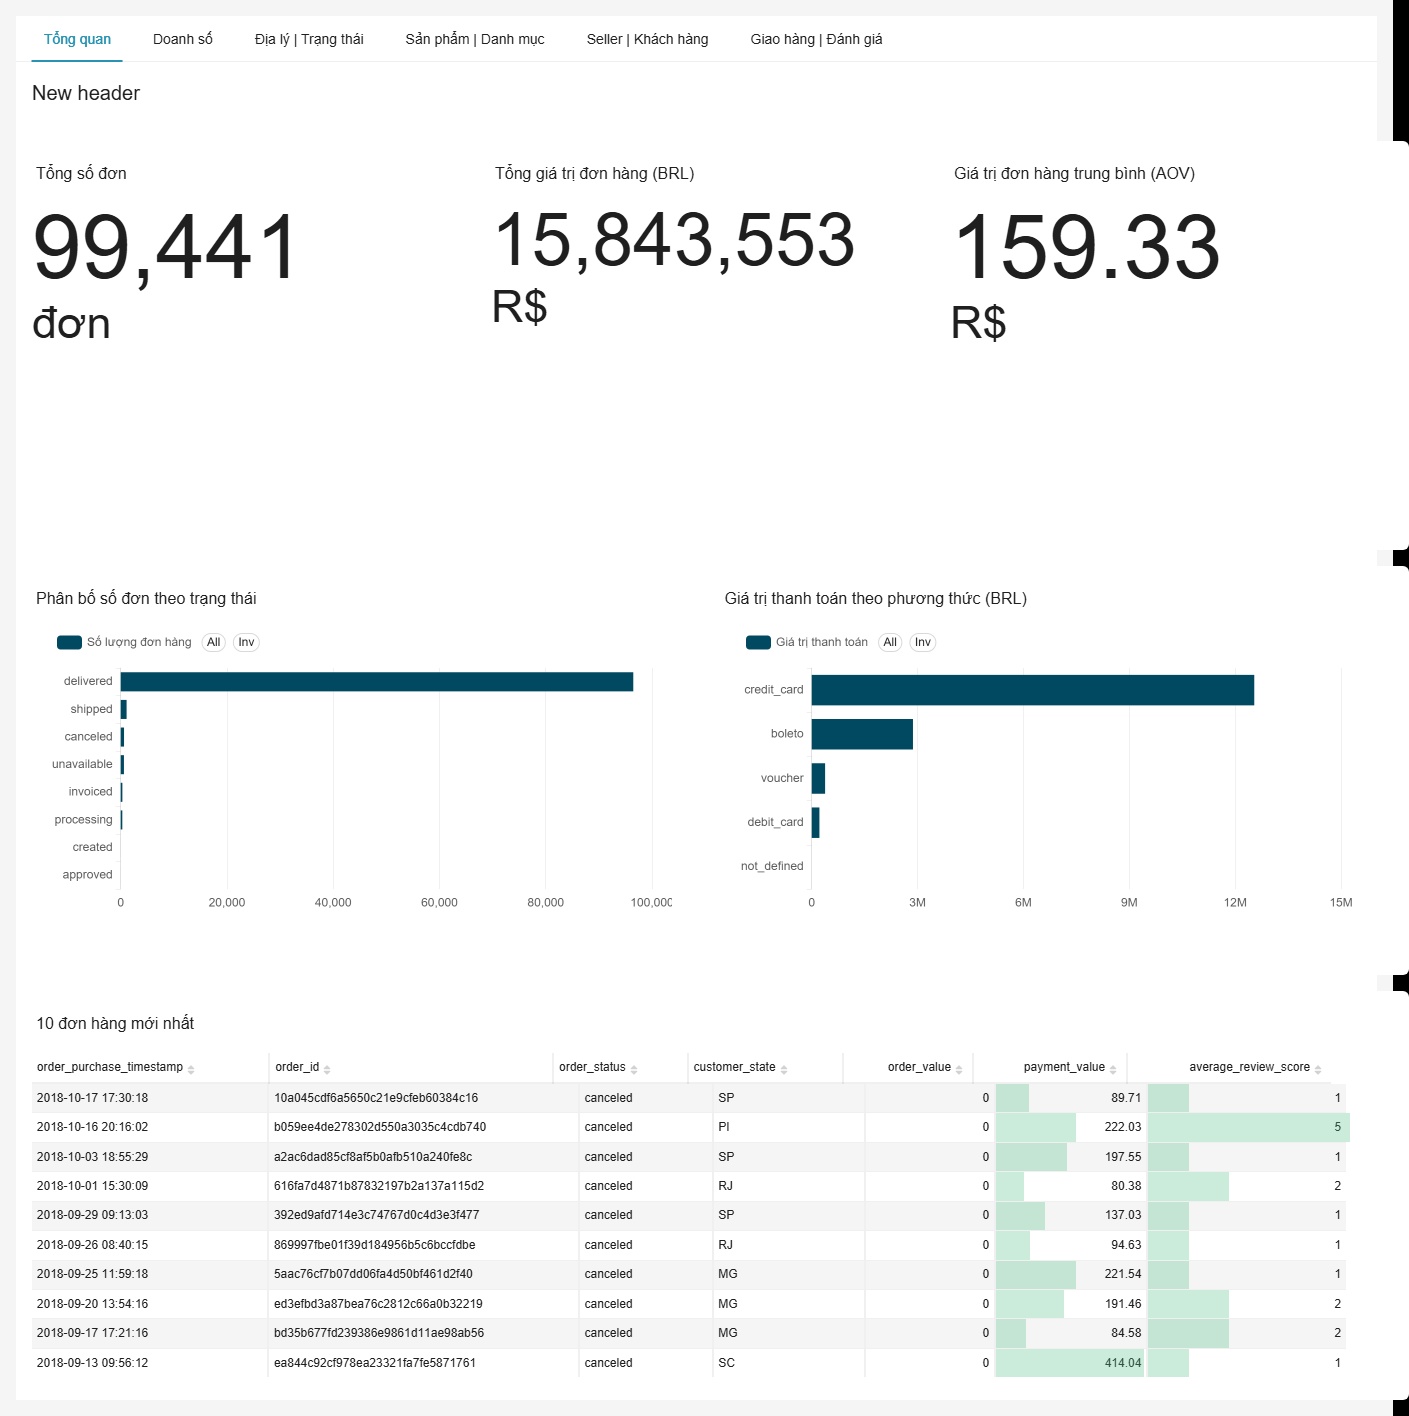 Tổng quan Doanh số Địa lý | Trạng thái Sản phẩm | Danh mục Seller | Khách hàng Giao hàng | Đánh giá
New header
Tổng số đơn Tổng giá trị đơn hàng (BRL) Giá trị đơn hàng trung bình (AOV)
99,441 15,843,553 159.33
đơn R$ R$
Phân bố số đơn theo trạng thái
Số lượng đơn hàng All Inv
delivered
shipped
canceled
unavailable
invoiced
processing
created
approved
0 20,000 40,000 60,000 80,000 100,000
Giá trị thanh toán theo phương thức (BRL)
Giá trị thanh toán All Inv
credit_card
boleto
voucher
debit_card
not_defined
0 3M 6M 9M 12M 15M
10 đơn hàng mới nhất
order_purchase_timestamp order_id order_status customer_state order_value payment_value average_review_score
2018-10-17 17:30:18 10a045cdf6a5650c21e9cfeb60384c16 canceled SP 0 89.71 1
2018-10-16 20:16:02 b059ee4de278302d550a3035c4cdb740 canceled PI 0 222.03 5
2018-10-03 18:55:29 a2ac6dad85cf8af5b0afb510a240fe8c canceled SP 0 197.55 1
2018-10-01 15:30:09 616fa7d4871b87832197b2a137a115d2 canceled RJ 0 80.38 2
2018-09-29 09:13:03 392ed9afd714e3c74767d0c4d3e3f477 canceled SP 0 137.03 1
2018-09-26 08:40:15 869997fbe01f39d184956b5c6bccfdbe canceled RJ 0 94.63 1
2018-09-25 11:59:18 5aac76cf7b07dd06fa4d50bf461d2f40 canceled MG 0 221.54 1
2018-09-20 13:54:16 ed3efbd3a87bea76c2812c66a0b32219 canceled MG 0 191.46 2
2018-09-17 17:21:16 bd35b677fd239386e9861d11ae98ab56 canceled MG 0 84.58 2
2018-09-13 09:56:12 ea844c92cf978ea23321fa7fe5871761 canceled SC 0 414.04 1